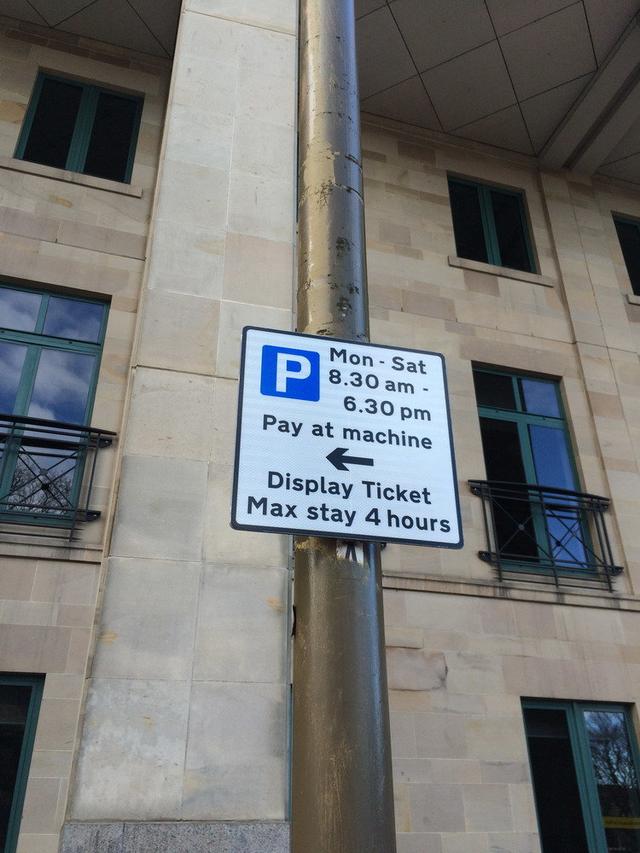 P Mon - Sat
8.30 am -
6.30 pm
Pay at machine
Display Ticket
Max stay 4 hours